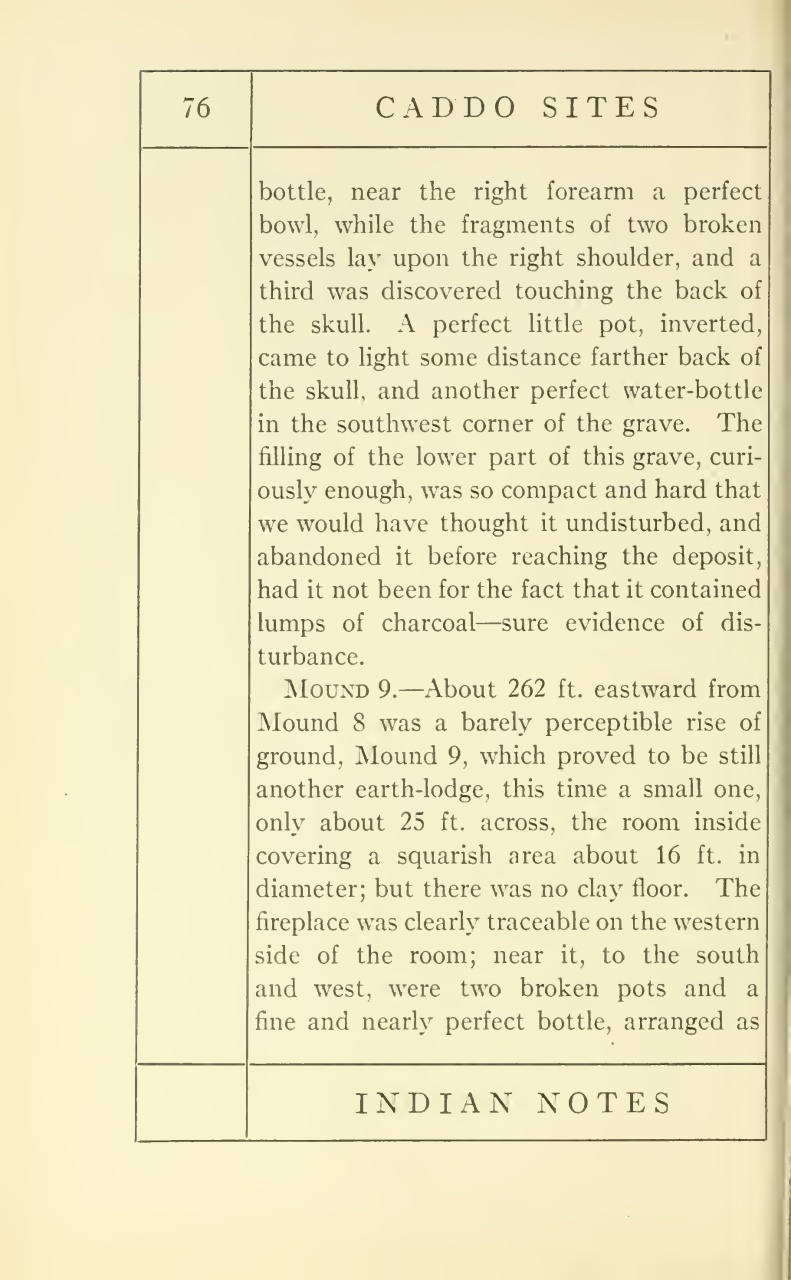 76
CADDO SITES
bottle, near the right forearm a perfect
bowl, while the fragments of two broken
vessels lay upon the right shoulder, and a
third was discovered touching the back of
the skull. A perfect little pot, inverted,
came to light some distance farther back of
the skull, and another perfect water-bottle
in the southwest corner of the grave. The
filling of the lower part of this grave, curi-
ously enough, was so compact and hard that
we would have thought it undisturbed, and
abandoned it before reaching the deposit,
had it not been for the fact that it contained
lumps of charcoal—sure evidence of dis-
turbance.
MOUND 9.—About 262 ft. eastward from
Mound 8 was a barely perceptible rise of
ground, Mound 9, which proved to be still
another earth-lodge, this time a small one,
only about 25 ft. across, the room inside
covering a squarish area about 16 ft. in
diameter; but there was no clay floor. The
fireplace was clearly traceable on the western
side of the room; near it, to the south
and west, were two broken pots and a
fine and nearly perfect bottle, arranged as
INDIAN NOTES